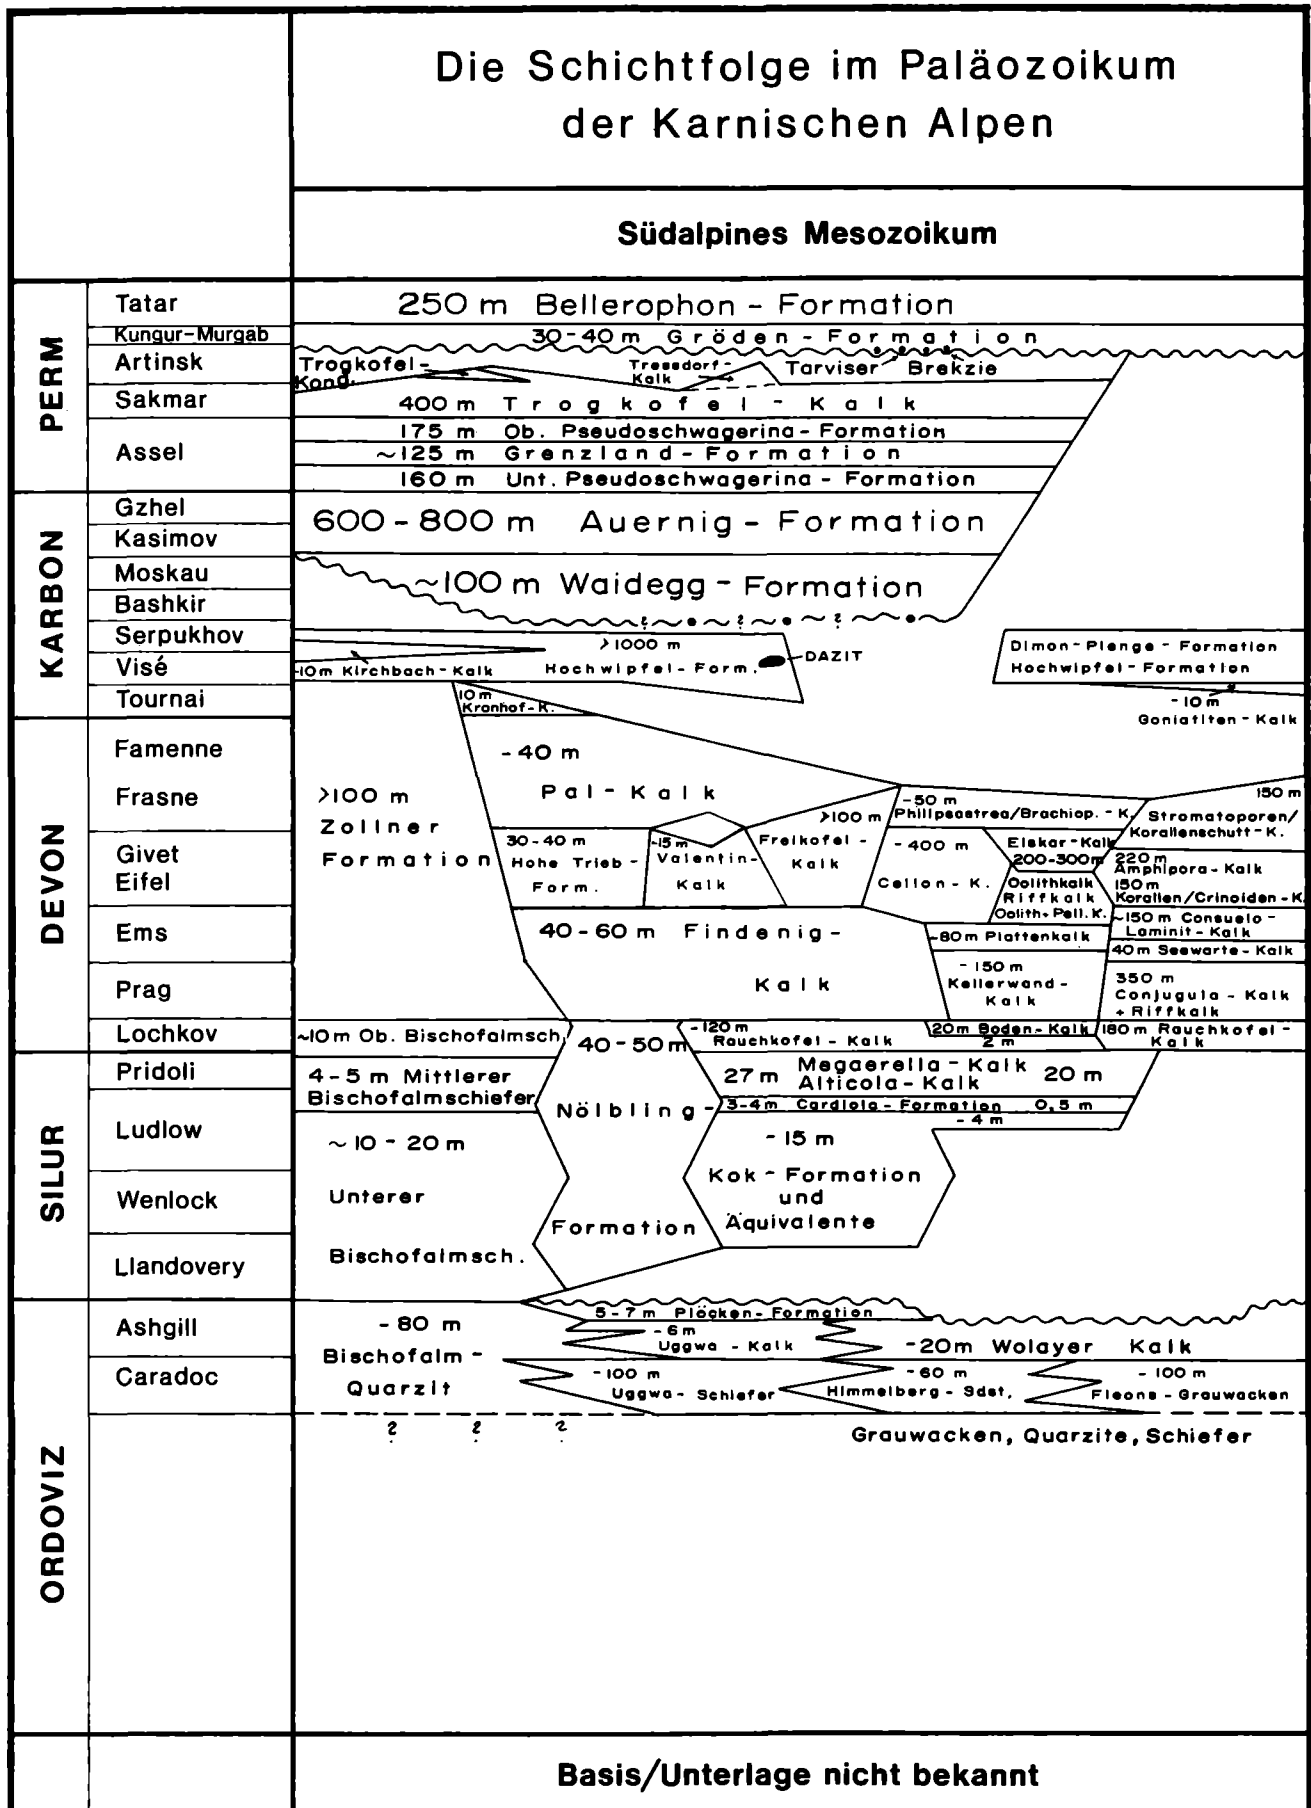 Die Schichtfolge im Paläozoikum
der Karnischen Alpen
Südalpines Mesozoikum
PERM
Tatar
250 m Bellerophon - Formation
Kungur-Murgab
30-40 m Gröden - Formation
Artinsk
Trogkofel-
Kong.
Tressdorf-
Kalk
Tarviser Brekzie
Sakmar
400 m Trogkofel - Kalk
Assel
175 m Ob. Pseudoschwagerina - Formation
~125 m Grenzland - Formation
160 m Unt. Pseudoschwagerina - Formation
KARBON
Gzhel
Kasimov
600 - 800 m Auernig - Formation
Moskau
Bashkir
~100 m Waidegg - Formation
? ? ?
Serpukhov
>1000 m
Hochwipfel - Form.
DAZIT
Dimon - Plenge - Formation
Hochwipfel - Formation
Visé
-10m Kirchbach - Kalk
Tournai
10 m
Kronhof - K.
-10 m
Goniatiten - Kalk
DEVON
Famenne
- 40 m
Pal - Kalk
Frasne
>100 m
Zollner
Formation
>100 m
Freikofel -
Kalk
-50 m
Philipsastrea/Brachiop. - K.
150 m
Stromatoporen/
Korallenschutt - K.
Givet
Eifel
30-40 m
Hohe Trieb -
Form.
-15 m
Valentin-
Kalk
- 400 m
Cellon - K.
Eiskar - Kalk
200-300m
Oolithkalk
Riffkalk
Oolith + Pell. K.
220 m
Amphipora - Kalk
150 m
Korallen/Crinoiden - K.
Ems
40 - 60 m Findenig -
Kalk
~80m Plattenkalk
~150 m Consuelo -
Laminit - Kalk
40m Seewarte - Kalk
Prag
- 150 m
Kellerwand -
Kalk
350 m
Conjugula - Kalk
+ Riffkalk
Lochkov
~10m Ob. Bischofalmsch.
40 - 50 m
Nölbling -
Formation
-120 m
Rauchkofel - Kalk
20m Boden - Kalk
2 m
180m Rauchkofel -
Kalk
SILUR
Pridoli
4 - 5 m Mittlerer
Bischofalmschiefer
27 m Megaerella - Kalk
Alticola - Kalk 20 m
Ludlow
3-4m Cardiola - Formation 0,5 m
- 4 m
~ 10 - 20 m
Unterer
Bischofalmsch.
- 15 m
Kok - Formation
und
Äquivalente
Wenlock
Llandovery
ORDOVIZ
Ashgill
- 80 m
Bischofalm -
Quarzit
5 - 7 m Plöcken - Formation
- 6 m
Uggwa - Kalk
-20m Wolayer Kalk
Caradoc
- 100 m
Uggwa - Schiefer
- 60 m
Himmelberg - Sdst.
- 100 m
Fleons - Grauwacken
? ? ?
Grauwacken, Quarzite, Schiefer
Basis/Unterlage nicht bekannt